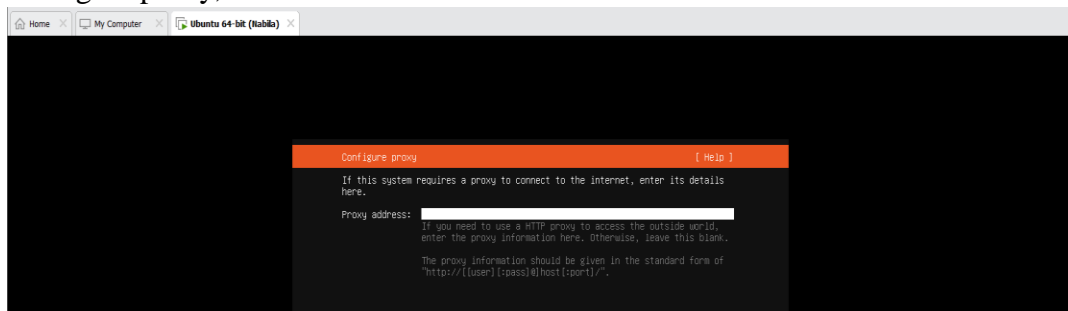 Home My Computer Ubuntu 64-bit (Nabila)
Configure proxy [ Help ]
If this system requires a proxy to connect to the internet, enter its details
here.
Proxy address:
If you need to use a HTTP proxy to access the outside world,
enter the proxy information here. Otherwise, leave this blank.
The proxy information should be given in the standard form of
"http://[[user][:pass]@]host[:port]/".